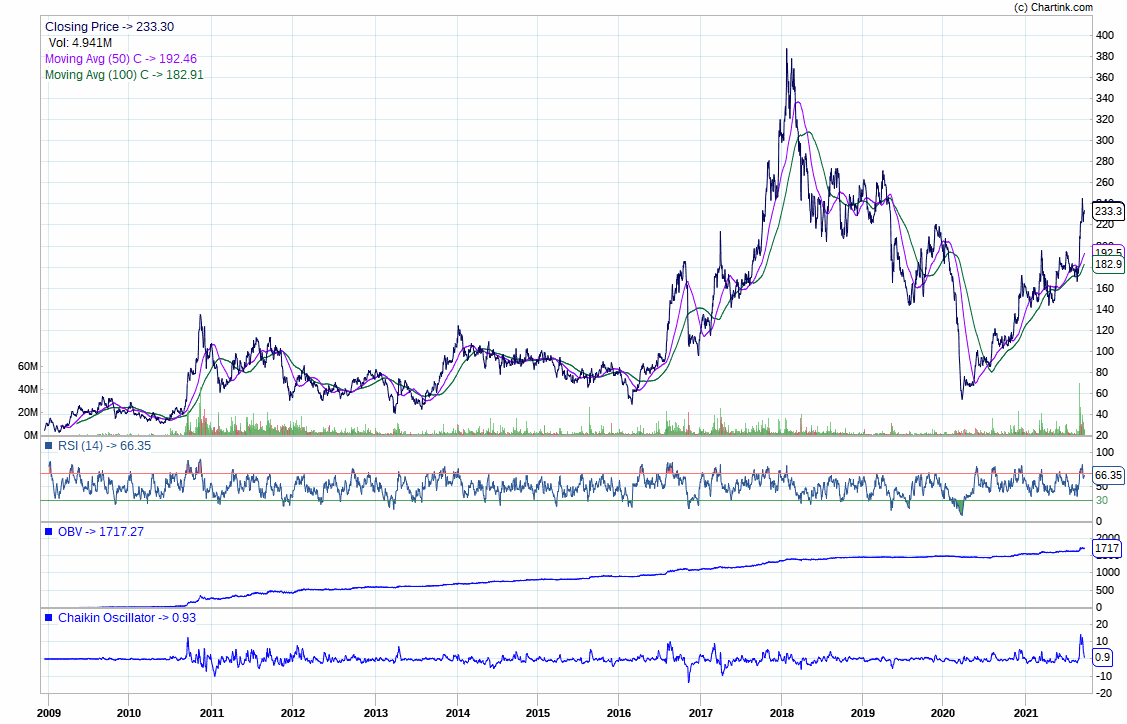 (c) Chartink.com
Closing Price -> 233.30
Vol: 4.941M
Moving Avg (50) C -> 192.46
Moving Avg (100) C -> 182.91
400
380
360
340
320
300
280
260
233.3
220
192.5
182.9
160
140
120
100
80
60
40
20
60M
40M
20M
0M
RSI (14) -> 66.35
100
66.35
30
0
OBV -> 1717.27
2000
1717
1000
500
0
Chaikin Oscillator -> 0.93
20
10
0.9
-10
-20
2009 2010 2011 2012 2013 2014 2015 2016 2017 2018 2019 2020 2021